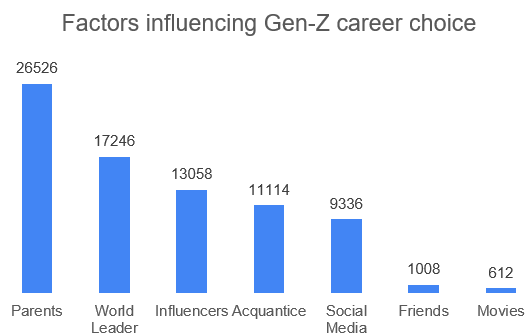 Factors influencing Gen-Z career choice
26526
17246
13058
11114
9336
1008
612
Parents
World
Leader
Influencers
Acquantice
Social
Media
Friends
Movies